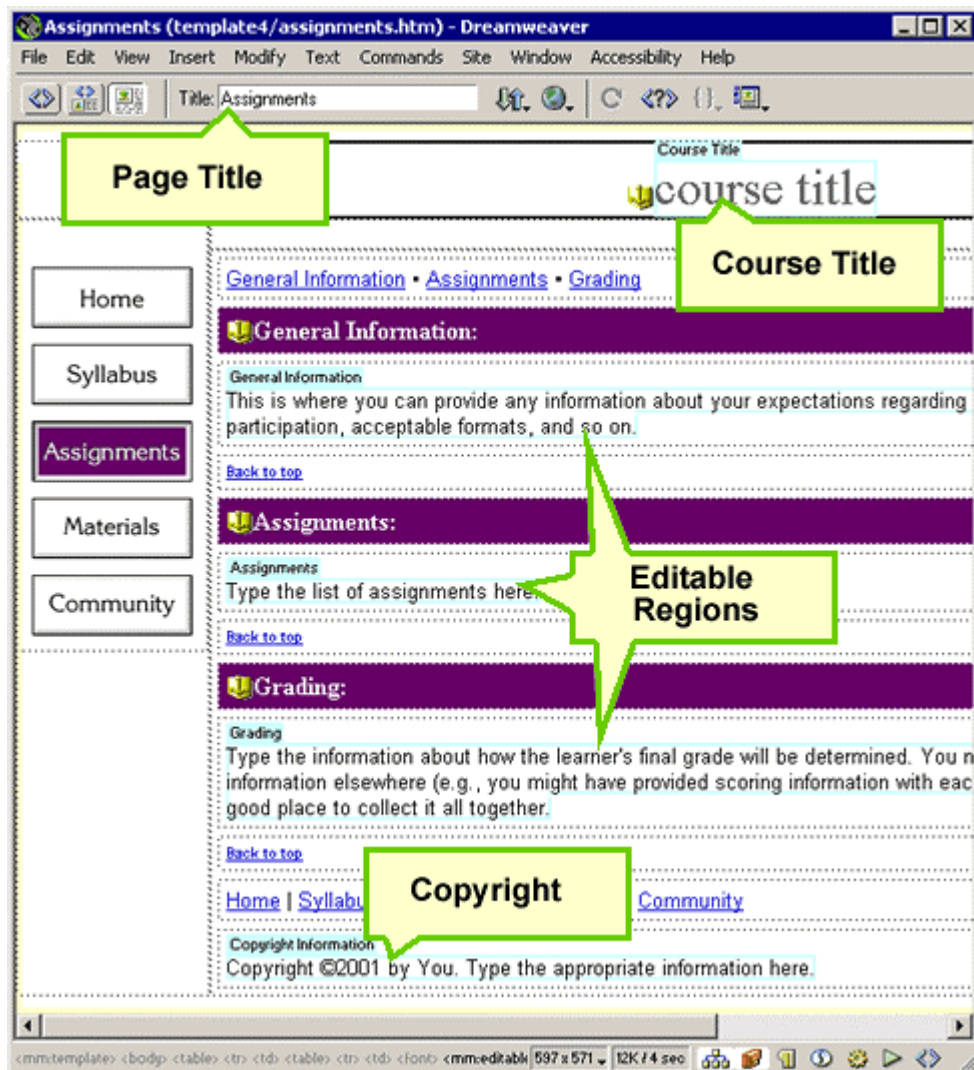 Assignments (template4/assignments.htm) - Dreamweaver
File Edit View Insert Modify Text Commands Site Window Accessibility Help
Title: Assignments
Page Title
Course Title
course title
Course Title
General Information • Assignments • Grading
Home
General Information:
Syllabus
General Information
This is where you can provide any information about your expectations regarding
participation, acceptable formats, and so on.
Assignments
Back to top
Materials
Assignments:
Assignments
Type the list of assignments here.
Editable
Regions
Community
Back to top
Grading:
Grading
Type the information about how the learner's final grade will be determined. You
information elsewhere (e.g., you might have provided scoring information with
good place to collect it all together.
Back to top
Copyright
Home | Community
Copyright Information
Copyright ©2001 by You. Type the appropriate information here.
<mm:template> <body> <table> <tr> <td> <table> <tr> <td> <font> 597 x 571 12K / 4 sec